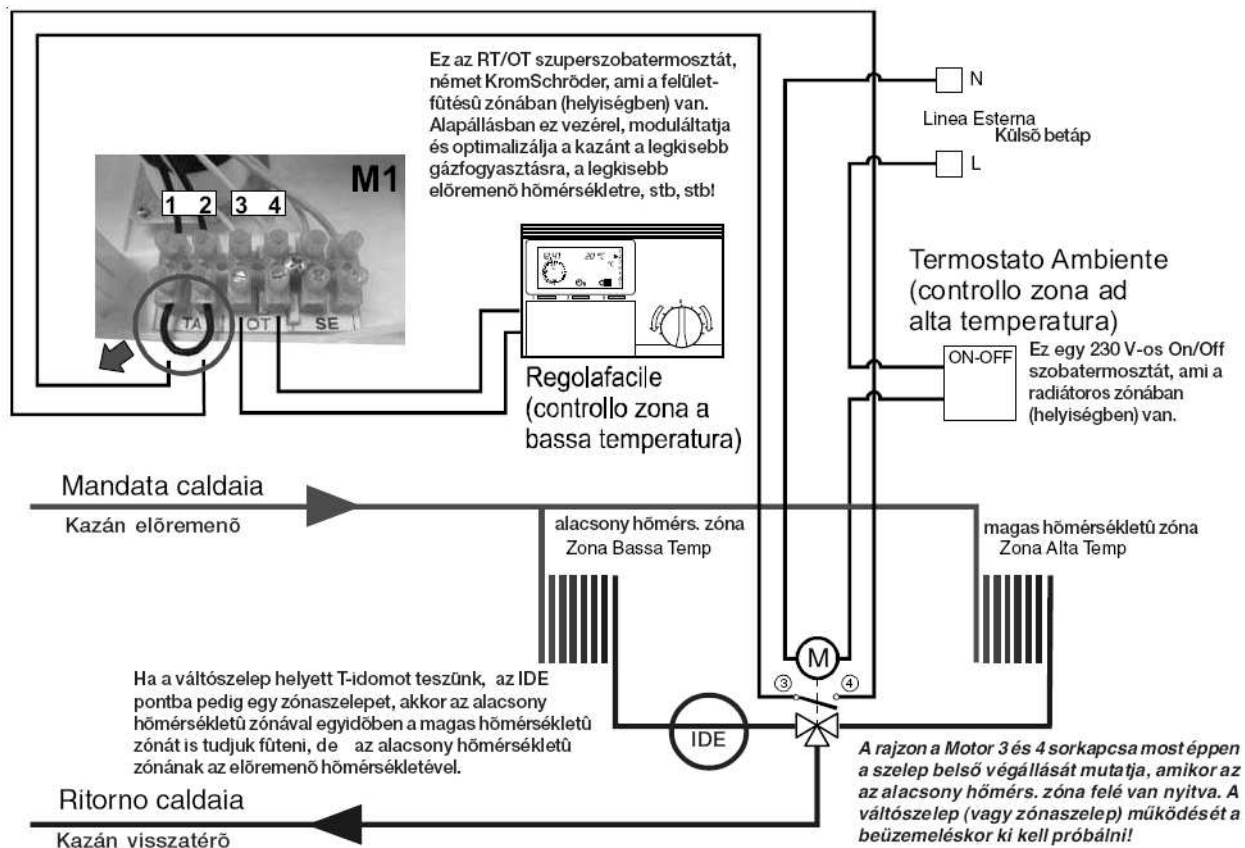 Ez az RT/OT szuperszobatermosztát,
német KromSchröder, ami a felület-
fûtésû zónában (helyiségben) van.
Alapállásban ez vezérel, moduláltatja
és optimalizálja a kazánt a legkisebb
gázfogyasztásra, a legkisebb
elõremenõ hõmérsékletre, stb, stb!
N
Linea Esterna
Külsõ betáp
L
M1
1 2 3 4
TA OT SE
20 °C
Regolafacile
(controllo zona a
bassa temperatura)
Termostato Ambiente
(controllo zona ad
alta temperatura)
ON-OFF
Ez egy 230 V-os On/Off
szobatermosztát, ami a
radiátoros zónában
(helyiségben) van.
Mandata caldaia
Kazán elõremenõ
alacsony hõmérs. zóna
Zona Bassa Temp
magas hõmérsékletû zóna
Zona Alta Temp
M
3 4
IDE
Ha a váltószelep helyett T-idomot teszünk, az IDE
pontba pedig egy zónaszelepet, akkor az alacsony
hõmérsékletû zónával egyidõben a magas hõmérsékletû
zónát is tudjuk fûteni, de az alacsony hõmérsékletû
zónának az elõremenõ hõmérsékletével.
A rajzon a Motor 3 és 4 sorkapcsa most éppen
a szelep belső végállását mutatja, amikor az
az alacsony hőmérs. zóna felé van nyitva. A
váltószelep (vagy zónaszelep) működését a
beüzemeléskor ki kell próbálni!
Ritorno caldaia
Kazán visszatérõ